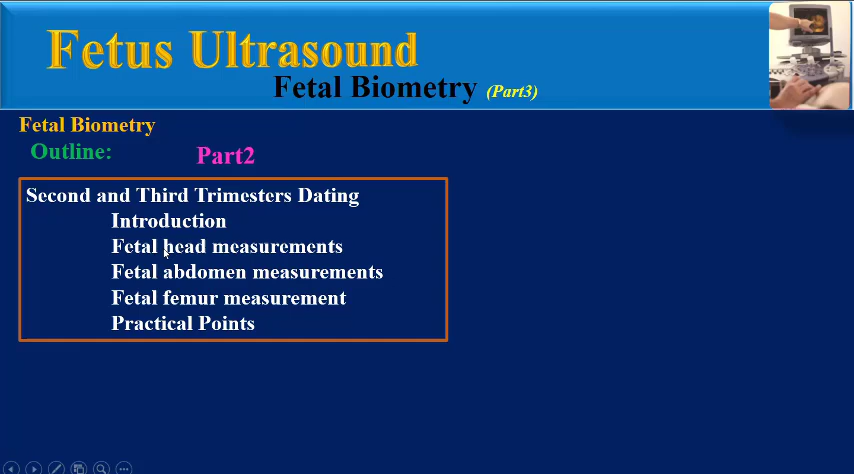 Fetus Ultrasound
Fetal Biometry (Part3)
Fetal Biometry
Outline:
Part2
Second and Third Trimesters Dating
Introduction
Fetal head measurements
Fetal abdomen measurements
Fetal femur measurement
Practical Points